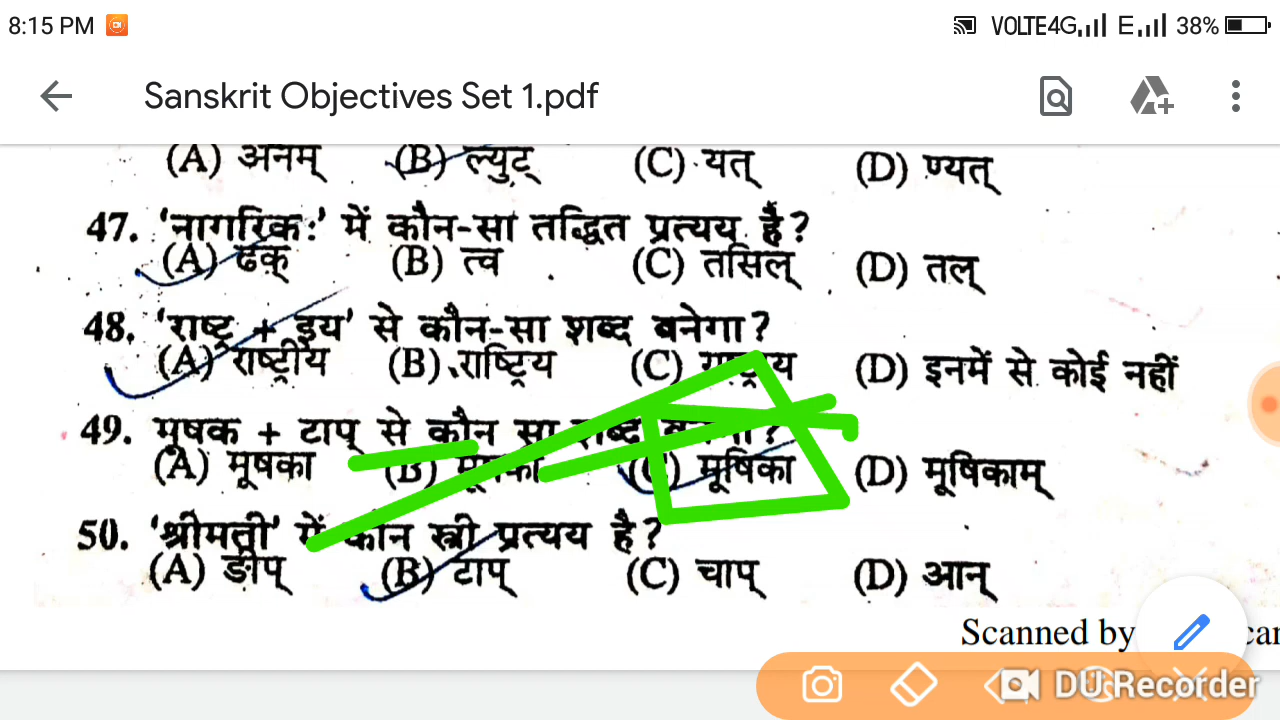 8:15 PM VOLTE4G E 38%
Sanskrit Objectives Set 1.pdf
(A) अनम् (B) ल्युट् (C) यत् (D) ण्यत्
47. 'नागरिकः' में कौन-सा तद्धित प्रत्यय है?
(A) ढक् (B) त्व (C) तसिल् (D) तल्
48. 'राष्ट्र + इय' से कौन-सा शब्द बनेगा?
(A) राष्ट्रीय (B) राष्ट्रिय (C) (D) इनमें से कोई नहीं
49. मूषक + टाप् से कौन सा शब्द
(A) मूषका (B) (C) मूषिका (D) मूषिकाम्
50. 'श्रीमती' में कौन स्त्री प्रत्यय है?
(A) ङीप् (B) टाप् (C) चाप् (D) आन्
Scanned by
DU Recorder